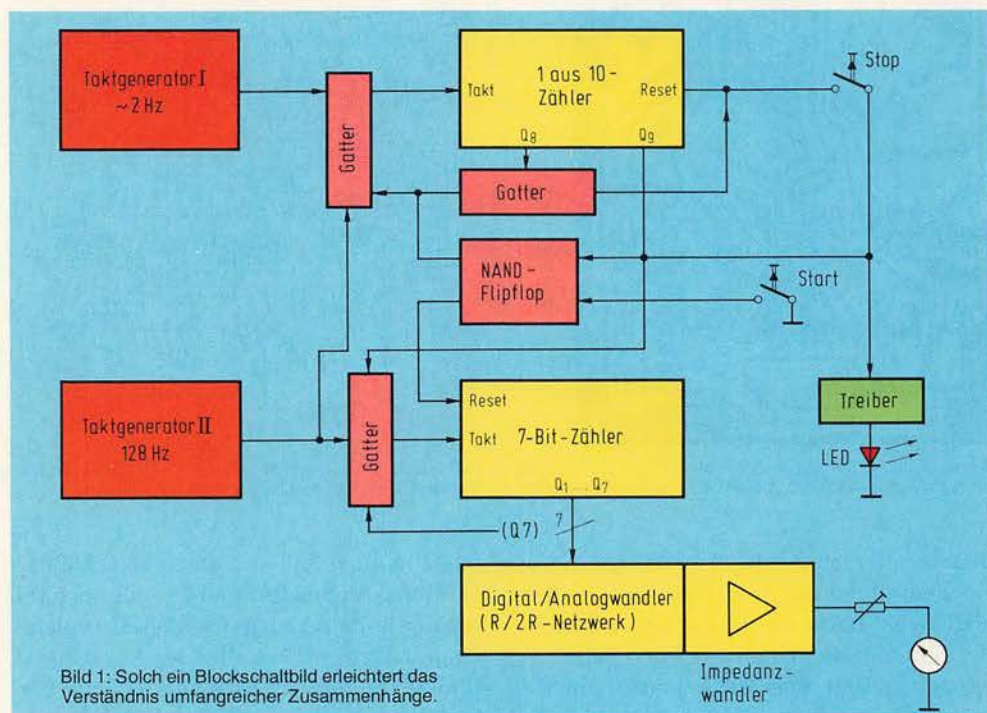 Taktgenerator I
~2 Hz
Gatter
Takt
1 aus 10-
Zähler
Reset
Q8
Q9
Stop
Gatter
NAND-
Flipflop
Start
Taktgenerator II
128 Hz
Gatter
Reset
Takt
7-Bit-Zähler
Q1 ... Q7
(Q7)
7
Treiber
LED
Digital/Analogwandler
(R/2R-Netzwerk)
Impedanz-
wandler
Bild 1: Solch ein Blockschaltbild erleichtert das
Verständnis umfangreicher Zusammenhänge.